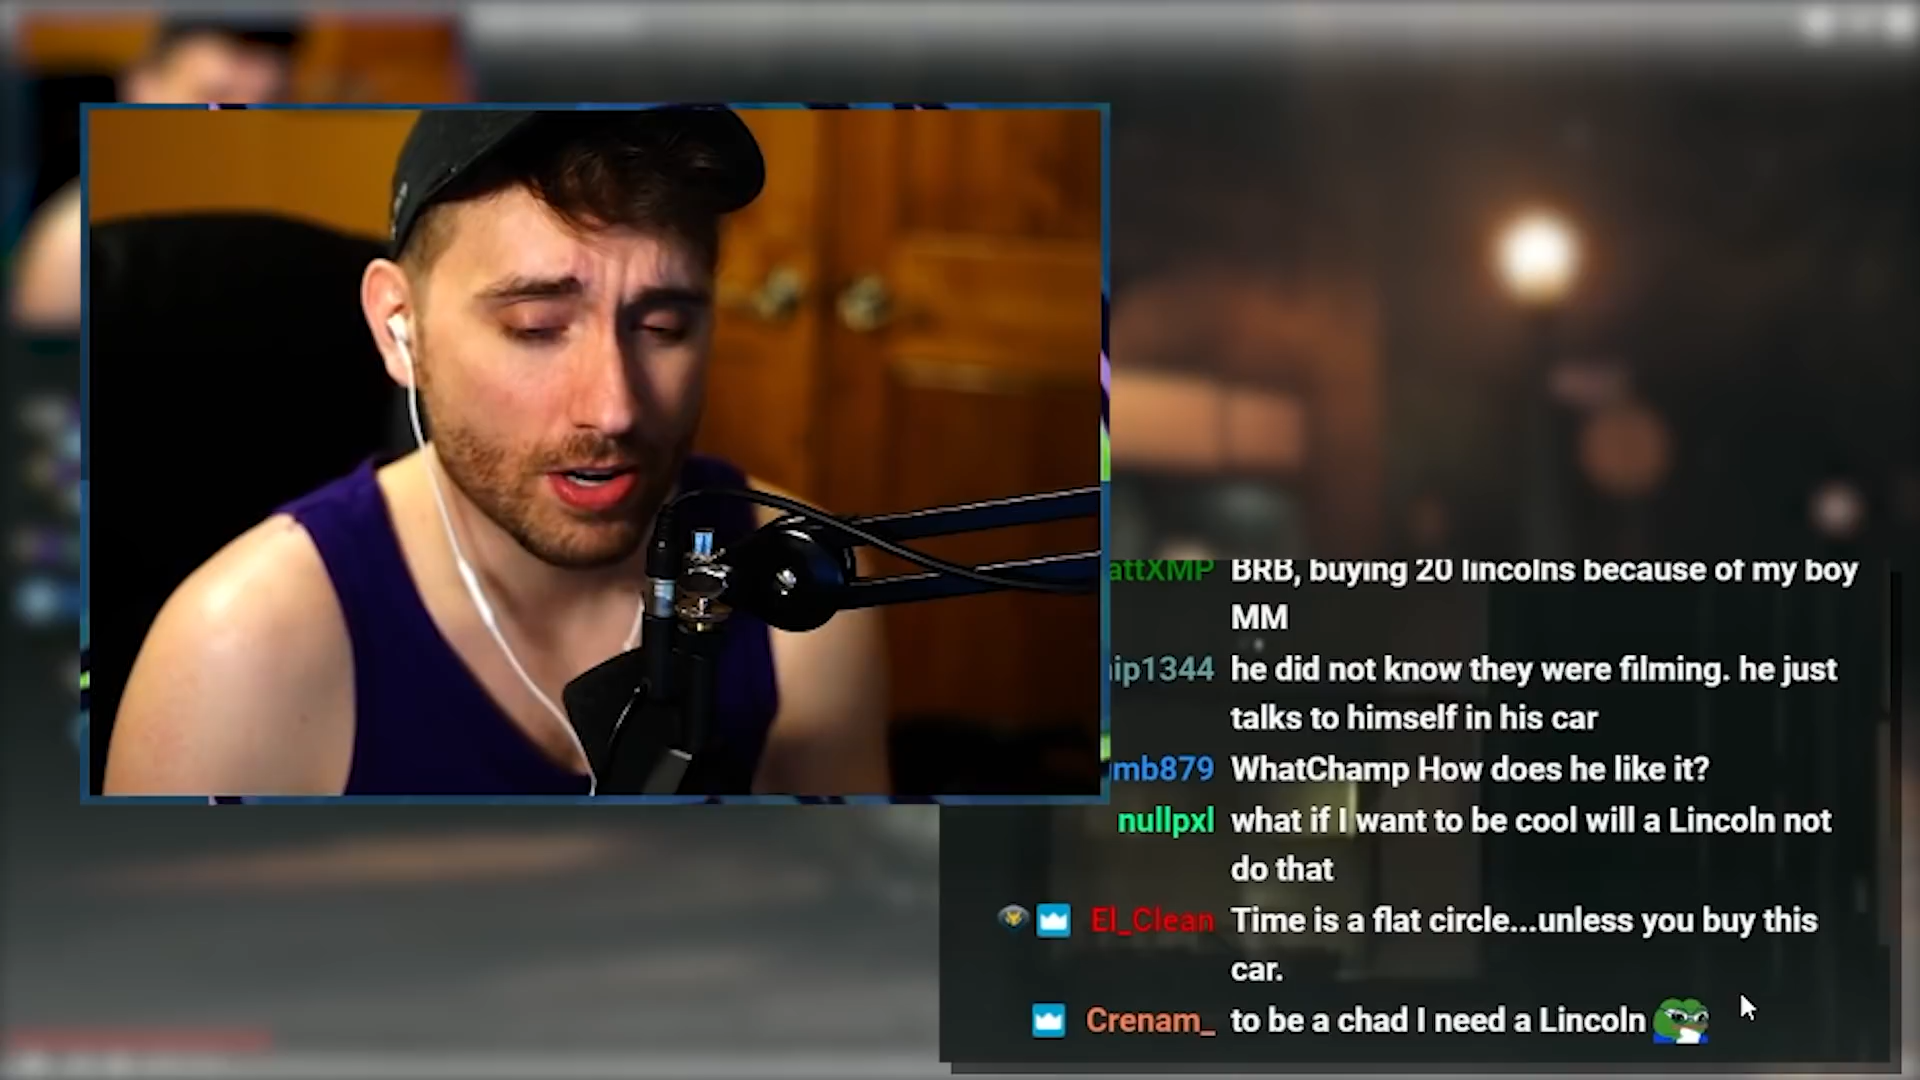 attXMP BRB, buying 20 lincolns because of my boy
MM
ip1344 he did not know they were filming. he just
talks to himself in his car
mb879 WhatChamp How does he like it?
nullpxl what if I want to be cool will a Lincoln not
do that
El_Clean Time is a flat circle...unless you buy this
car.
Crenam_ to be a chad I need a Lincoln